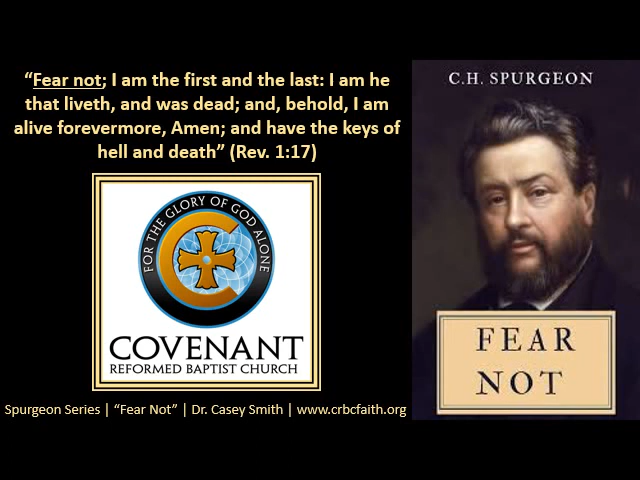 “Fear not; I am the first and the last: I am he
that liveth, and was dead; and, behold, I am
alive forevermore, Amen; and have the keys of
hell and death” (Rev. 1:17)
FOR THE GLORY OF GOD ALONE
COVENANT
REFORMED BAPTIST CHURCH
Spurgeon Series | “Fear Not” | Dr. Casey Smith | www.crbcfaith.org
C.H. SPURGEON
FEAR
NOT